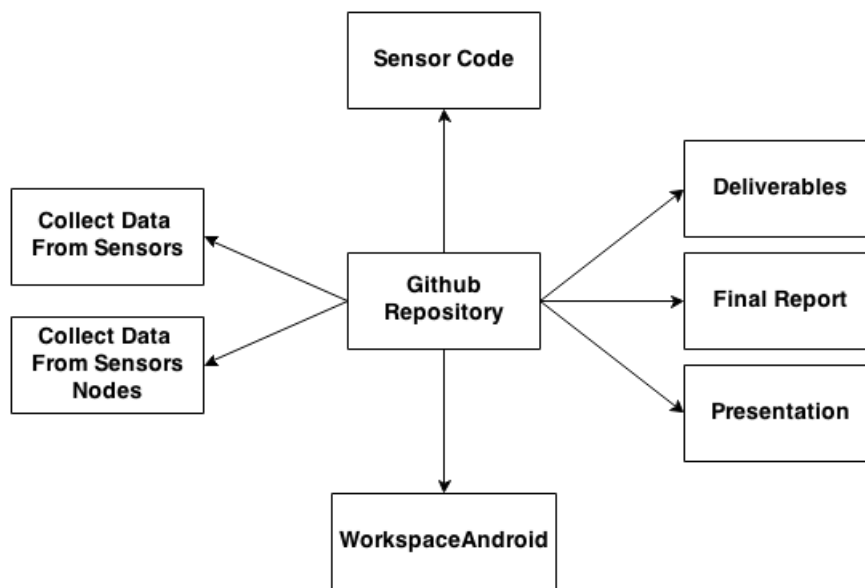 Sensor Code
Collect Data
From Sensors
Deliverables
Github
Repository
Final Report
Collect Data
From Sensors
Nodes
Presentation
WorkspaceAndroid